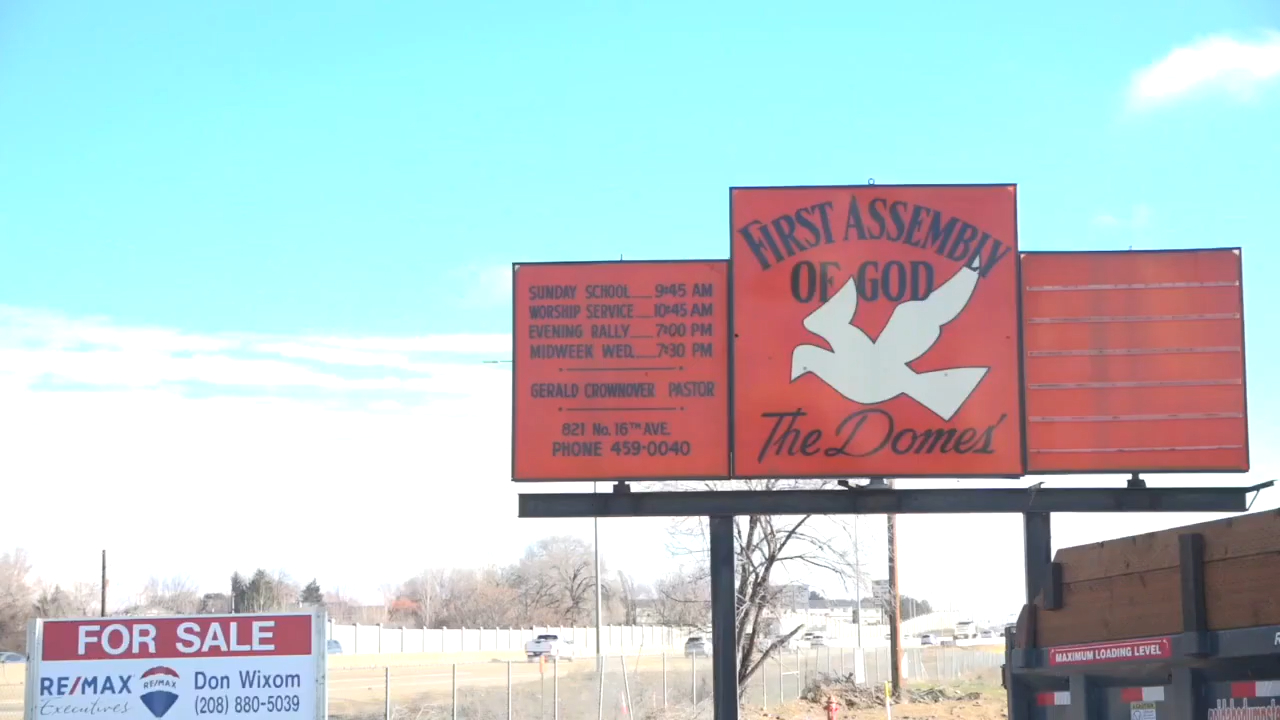 FIRST ASSEMBLY
OF GOD
The Domes
SUNDAY SCHOOL 9:45 AM
WORSHIP SERVICE 10:45 AM
EVENING RALLY 7:00 PM
MIDWEEK WED. 7:30 PM
GERALD CROWNOVER PASTOR
821 No. 16TH AVE.
PHONE 459-0040
FOR SALE
RE/MAX
Executives
RE/MAX
Don Wixom
(208) 880-5039
MAXIMUM LOADING LEVEL